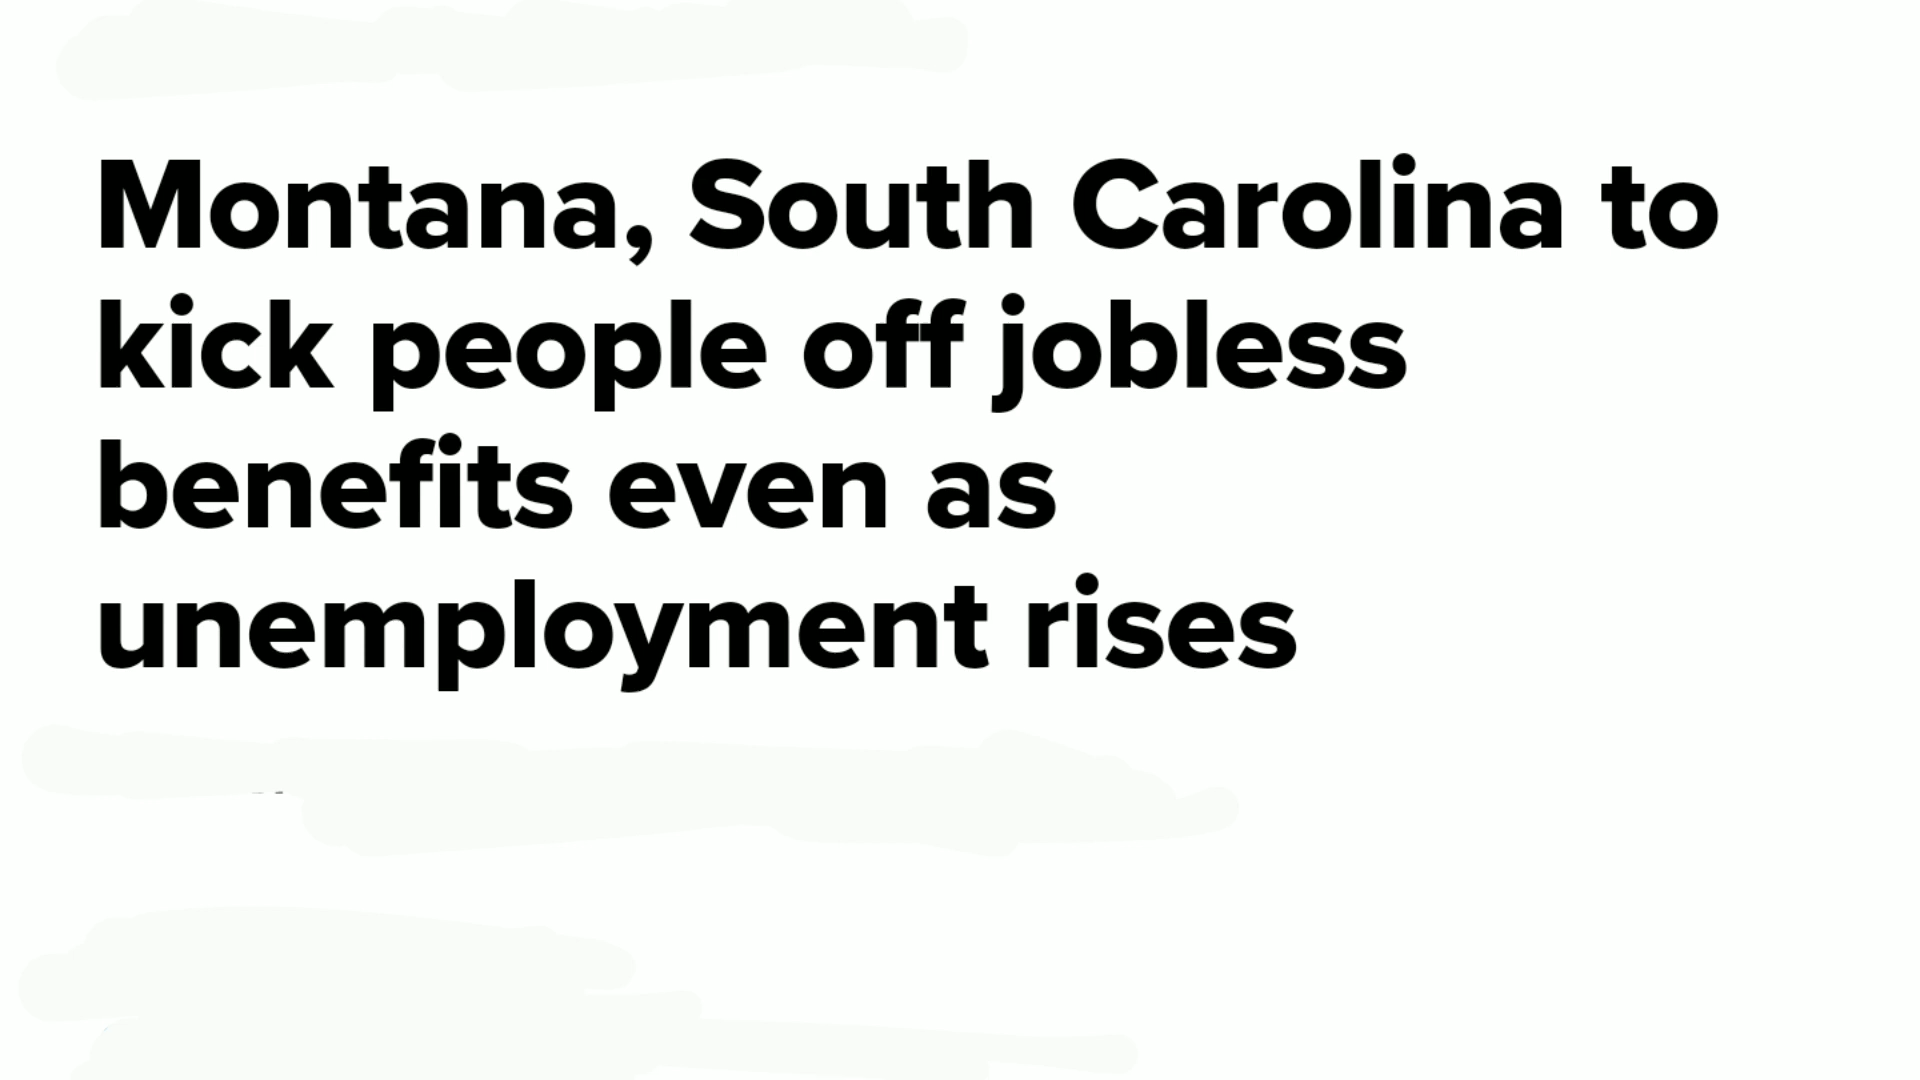 Montana, South Carolina to
kick people off jobless
benefits even as
unemployment rises